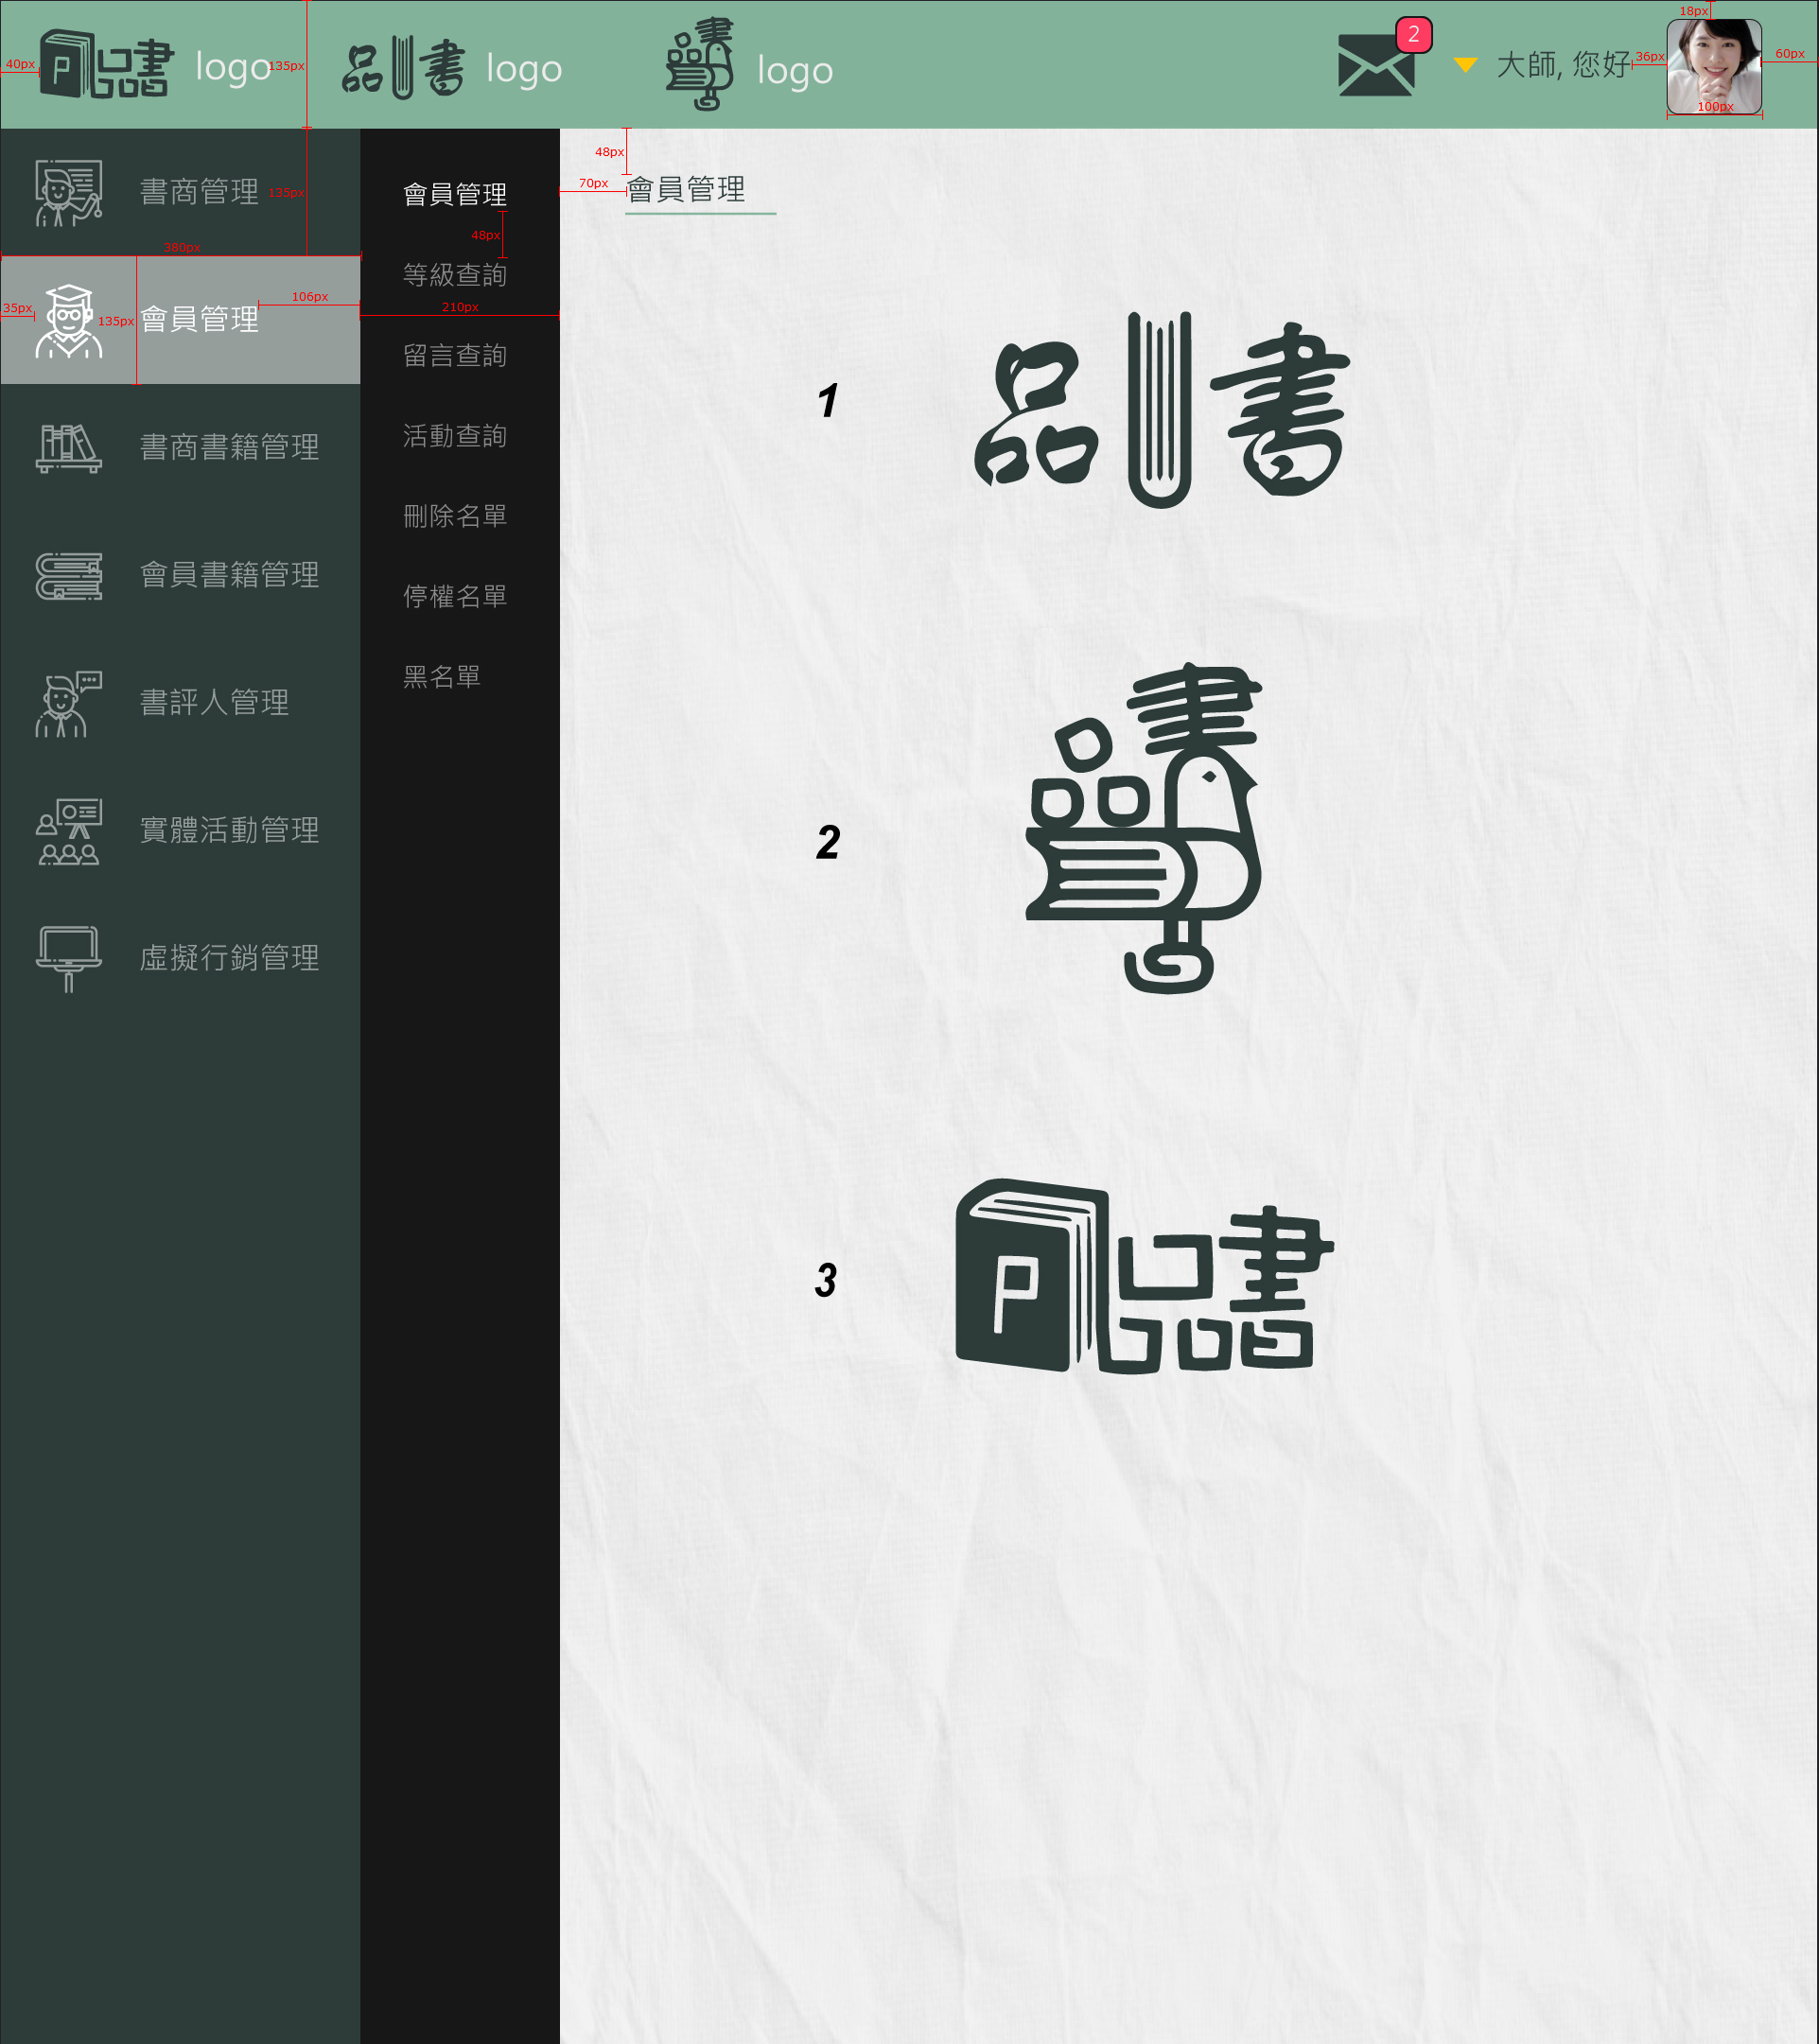 品書 logo
品書 logo
品書 logo
2
大師, 您好
40px
135px
18px
36px
60px
100px
書商管理
135px
380px
會員管理
35px
135px
106px
書商書籍管理
會員書籍管理
書評人管理
實體活動管理
虛擬行銷管理
會員管理
48px
等級查詢
210px
留言查詢
活動查詢
刪除名單
停權名單
黑名單
48px
70px
會員管理
1
品書
2
品書
3
P品書